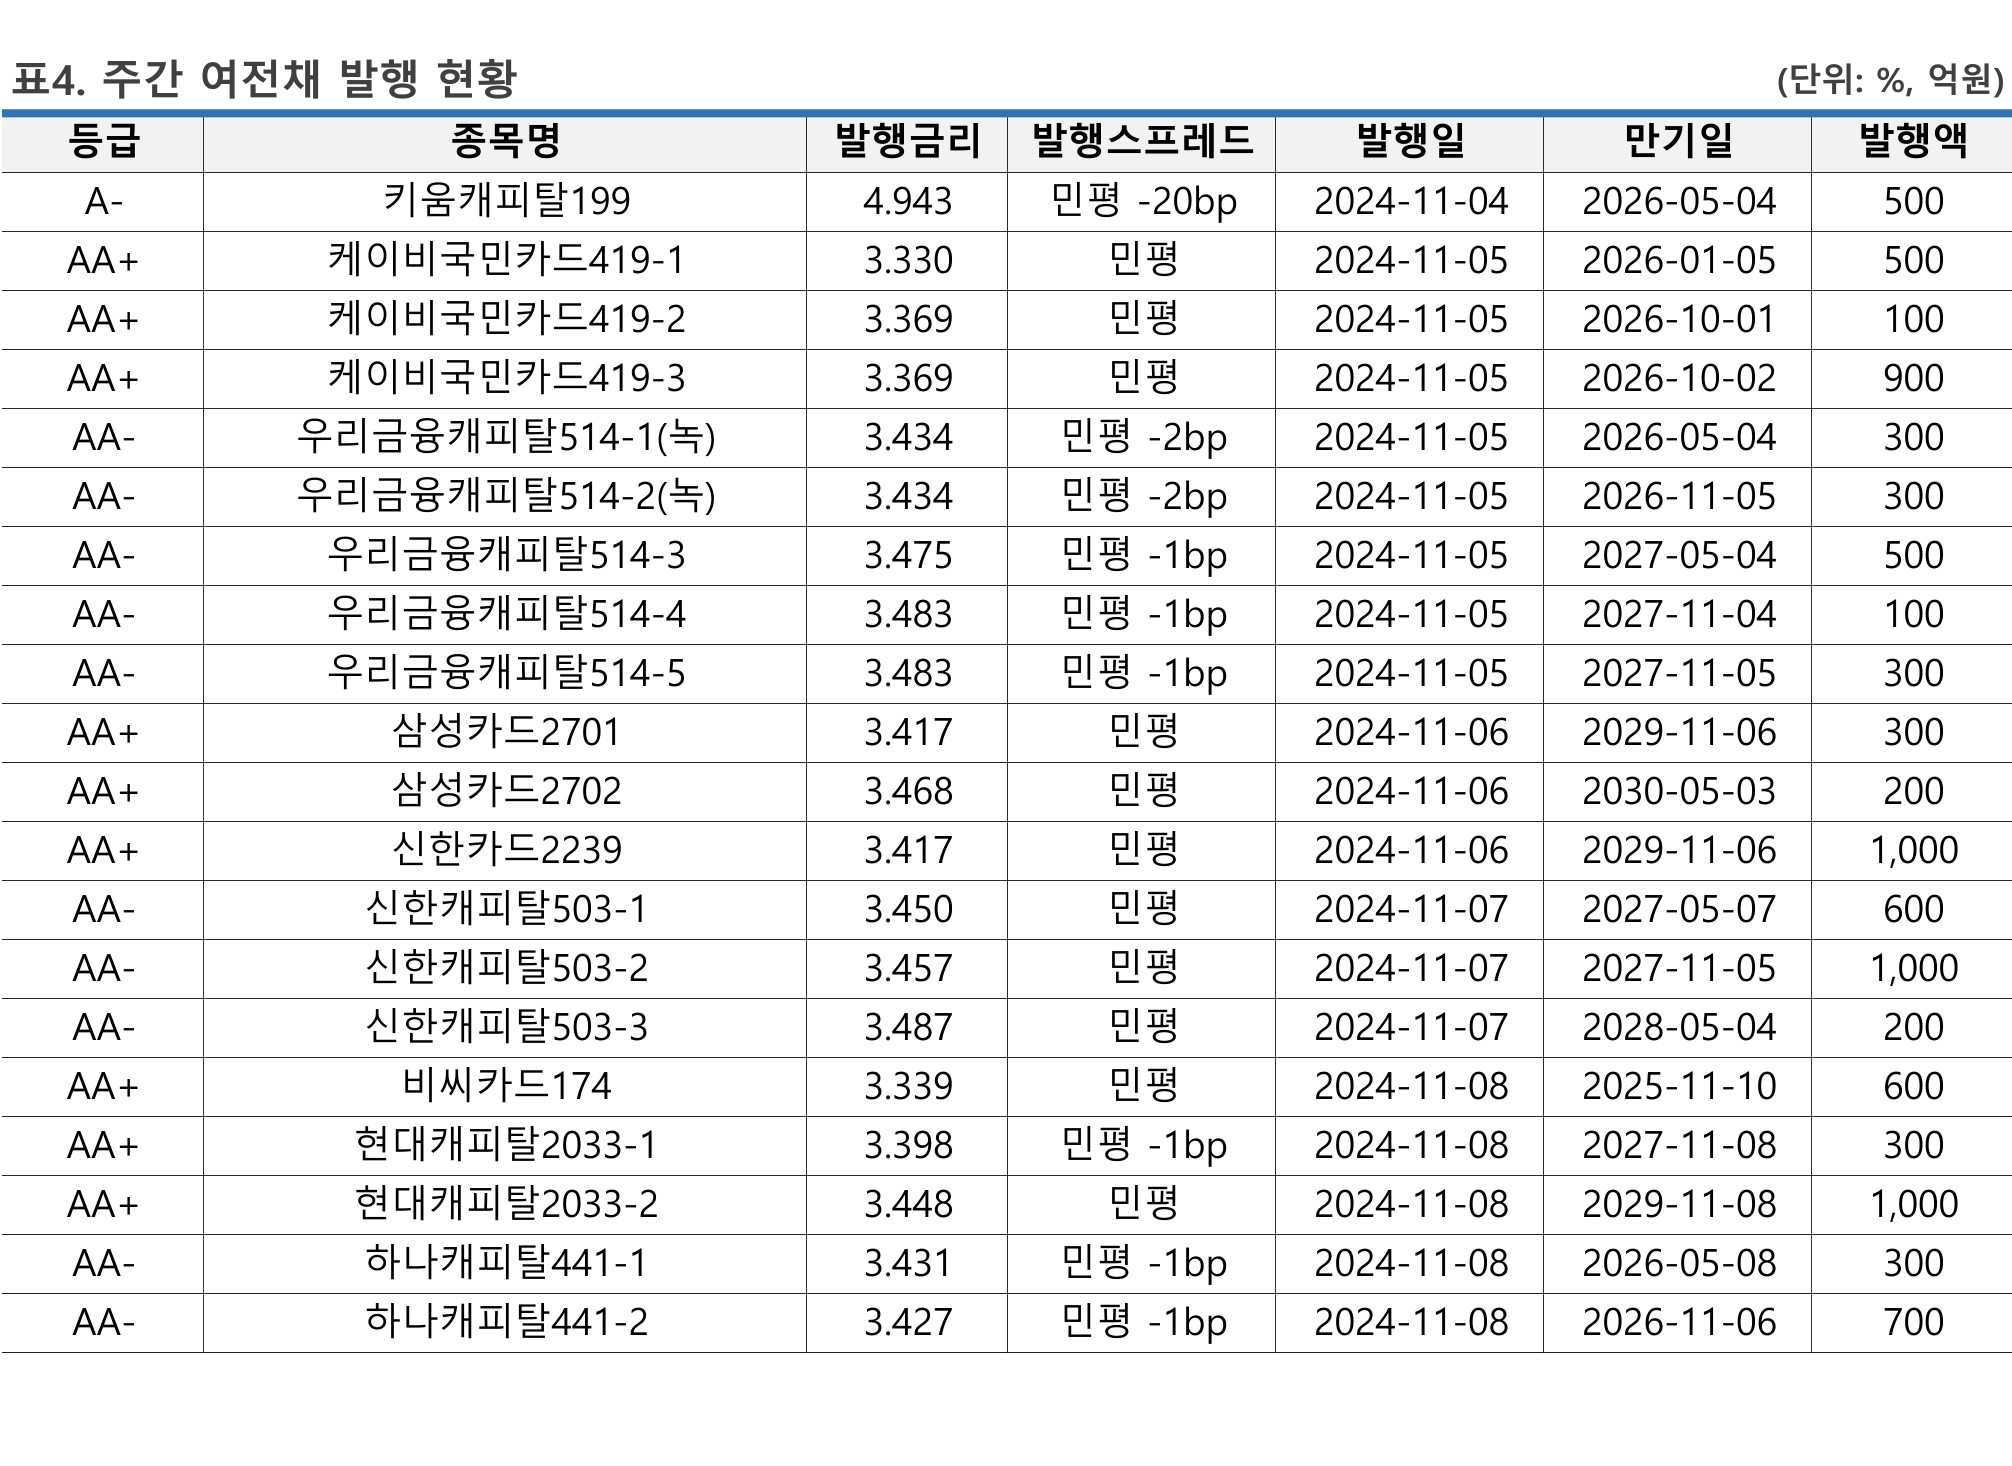 표4. 주간 여전채 발행 현황 (단위: %, 억원)
등급 종목명 발행금리 발행스프레드 발행일 만기일 발행액
A- 키움캐피탈199 4.943 민평 -20bp 2024-11-04 2026-05-04 500
AA+ 케이비국민카드419-1 3.330 민평 2024-11-05 2026-01-05 500
AA+ 케이비국민카드419-2 3.369 민평 2024-11-05 2026-10-01 100
AA+ 케이비국민카드419-3 3.369 민평 2024-11-05 2026-10-02 900
AA- 우리금융캐피탈514-1(녹) 3.434 민평 -2bp 2024-11-05 2026-05-04 300
AA- 우리금융캐피탈514-2(녹) 3.434 민평 -2bp 2024-11-05 2026-11-05 300
AA- 우리금융캐피탈514-3 3.475 민평 -1bp 2024-11-05 2027-05-04 500
AA- 우리금융캐피탈514-4 3.483 민평 -1bp 2024-11-05 2027-11-04 100
AA- 우리금융캐피탈514-5 3.483 민평 -1bp 2024-11-05 2027-11-05 300
AA+ 삼성카드2701 3.417 민평 2024-11-06 2029-11-06 300
AA+ 삼성카드2702 3.468 민평 2024-11-06 2030-05-03 200
AA+ 신한카드2239 3.417 민평 2024-11-06 2029-11-06 1,000
AA- 신한캐피탈503-1 3.450 민평 2024-11-07 2027-05-07 600
AA- 신한캐피탈503-2 3.457 민평 2024-11-07 2027-11-05 1,000
AA- 신한캐피탈503-3 3.487 민평 2024-11-07 2028-05-04 200
AA+ 비씨카드174 3.339 민평 2024-11-08 2025-11-10 600
AA+ 현대캐피탈2033-1 3.398 민평 -1bp 2024-11-08 2027-11-08 300
AA+ 현대캐피탈2033-2 3.448 민평 2024-11-08 2029-11-08 1,000
AA- 하나캐피탈441-1 3.431 민평 -1bp 2024-11-08 2026-05-08 300
AA- 하나캐피탈441-2 3.427 민평 -1bp 2024-11-08 2026-11-06 700